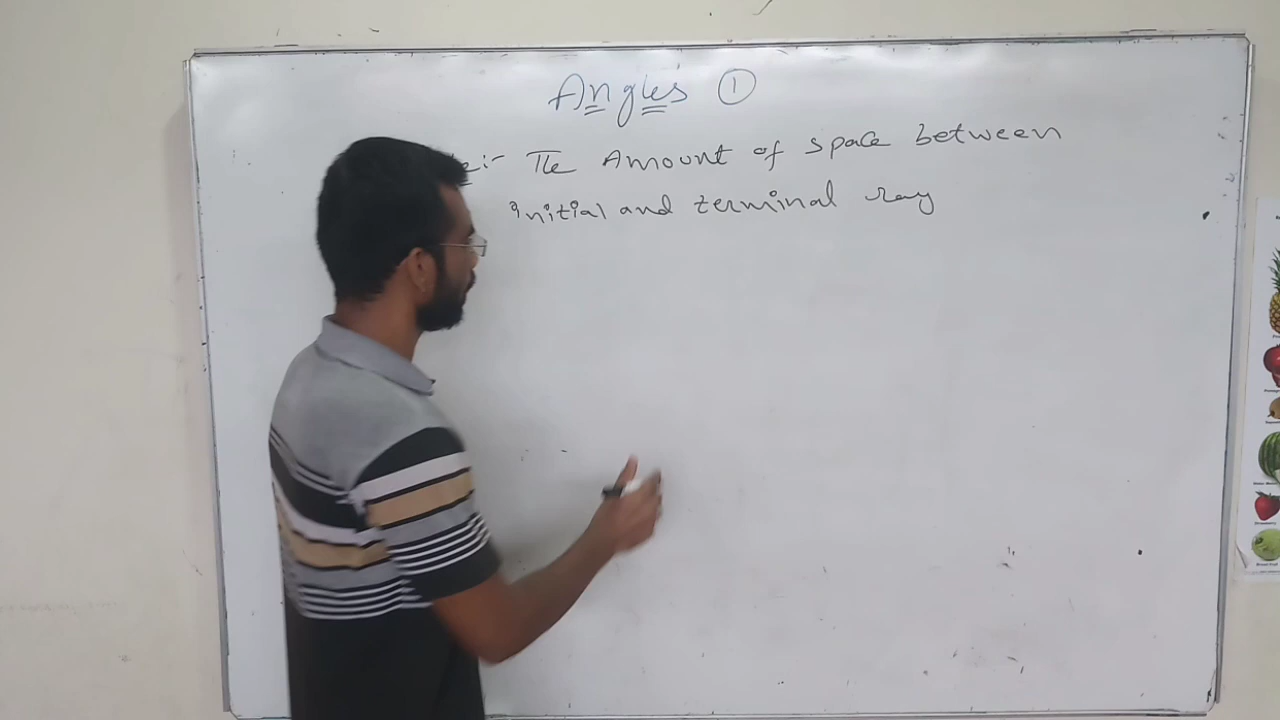 Angles ①
e:- The Amount of space between
initial and terminal ray